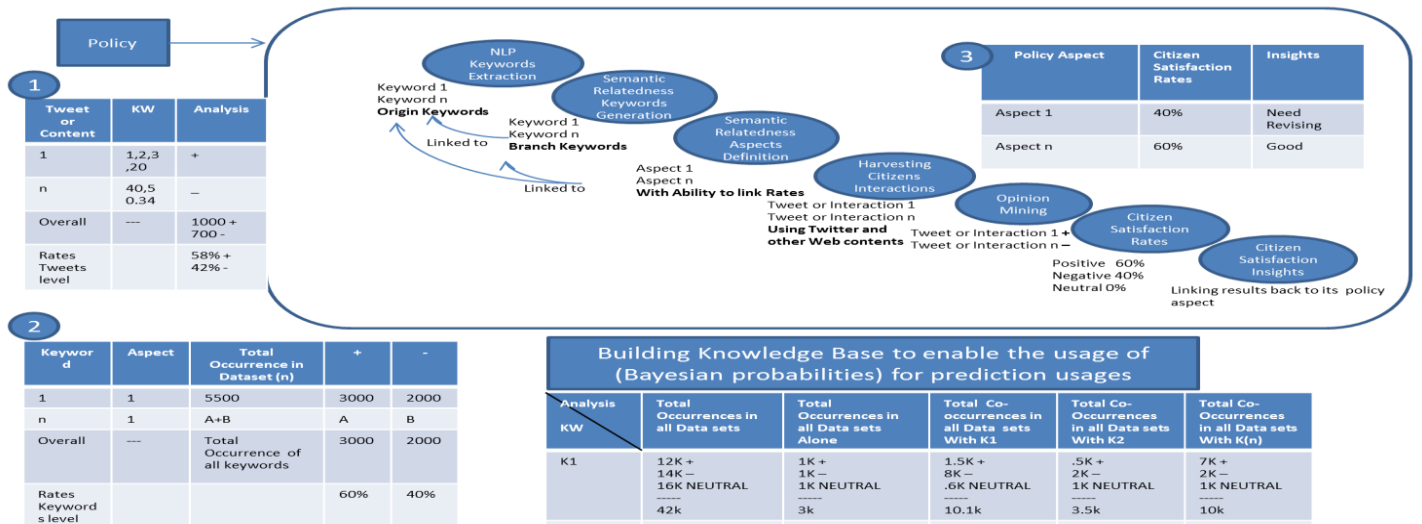 Policy
1
Tweet or Content
KW
Analysis
1
1,2,3
,20
+
n
40,5
0.34
_
Overall
---
1000 +
700 -
Rates
Tweets
level
58% +
42% -
NLP
Keywords
Extraction
Keyword 1
Keyword n
Origin Keywords
Semantic
Relatedness
Keywords
Generation
Keyword 1
Keyword n
Branch Keywords
Linked to
Linked to
Semantic
Relatedness
Aspects
Definition
Aspect 1
Aspect n
With Ability to link Rates
Harvesting
Citizens
Interactions
Tweet or Interaction 1
Tweet or Interaction n
Using Twitter and
other Web contents
Opinion
Mining
Tweet or Interaction 1 +
Tweet or Interaction n –
Citizen
Satisfaction
Rates
Positive 60%
Negative 40%
Neutral 0%
Citizen
Satisfaction
Insights
Linking results back to its policy
aspect
3
Policy Aspect
Citizen
Satisfaction
Rates
Insights
Aspect 1
40%
Need
Revising
Aspect n
60%
Good
2
Keywor
d
Aspect
Total
Occurrence in
Dataset (n)
+
-
1
1
5500
3000
2000
n
1
A+B
A
B
Overall
---
Total
Occurrence of
all keywords
3000
2000
Rates
Keyword
s level
60%
40%
Building Knowledge Base to enable the usage of
(Bayesian probabilities) for prediction usages
Analysis
KW
Total
Occurrences in
all Data sets
Total
Occurrences in
all Data sets
Alone
Total Co-
occurrences in
all Data sets
With K1
Total Co-
Occurrences
in all Data sets
With K2
Total Co-
Occurrences
in all Data sets
With K(n)
K1
12K +
14K –
16K NEUTRAL
-----
42k
1K +
1K –
1K NEUTRAL
-----
3k
1.5K +
8K –
.6K NEUTRAL
-----
10.1k
.5K +
2K –
1K NEUTRAL
-----
3.5k
7K +
2K –
1K NEUTRAL
-----
10k